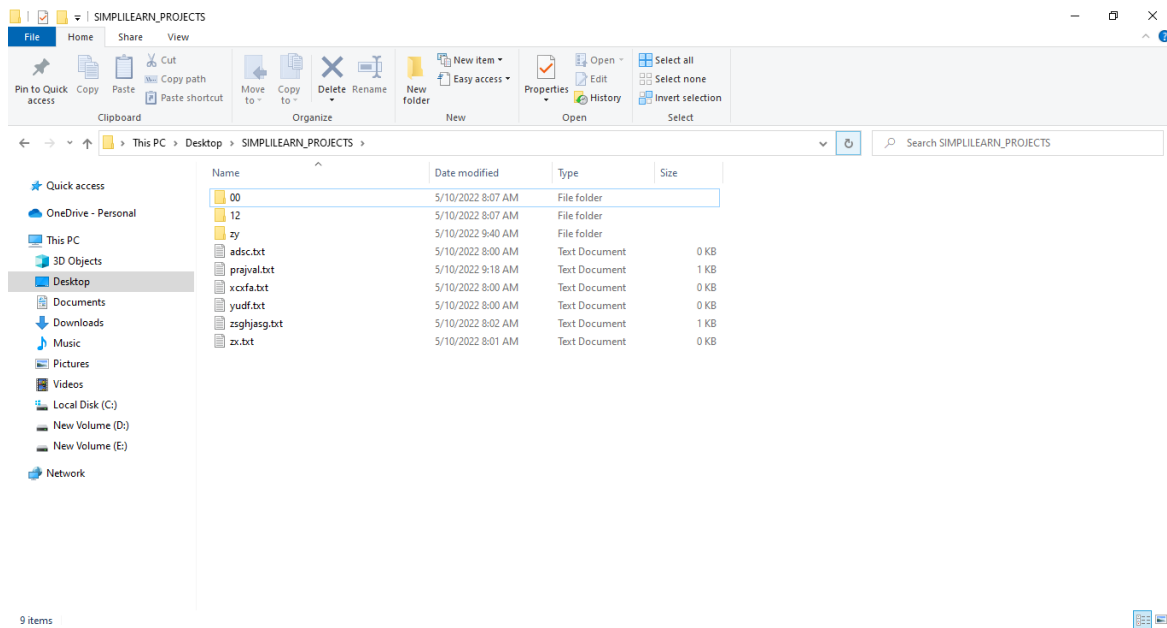 SIMPLILEARN_PROJECTS
File Home Share View
Pin to Quick access
Copy
Paste
Cut
Copy path
Paste shortcut
Clipboard
Move to
Copy to
Delete
Rename
Organize
New folder
New item
Easy access
New
Properties
Open
Edit
History
Open
Select all
Select none
Invert selection
Select
This PC > Desktop > SIMPLILEARN_PROJECTS >
Search SIMPLILEARN_PROJECTS
Quick access
OneDrive - Personal
This PC
3D Objects
Desktop
Documents
Downloads
Music
Pictures
Videos
Local Disk (C:)
New Volume (D:)
New Volume (E:)
Network
Name Date modified Type Size
00 5/10/2022 8:07 AM File folder
12 5/10/2022 8:07 AM File folder
zy 5/10/2022 9:40 AM File folder
adsc.txt 5/10/2022 8:00 AM Text Document 0 KB
prajval.txt 5/10/2022 9:18 AM Text Document 1 KB
xcxfa.txt 5/10/2022 8:00 AM Text Document 0 KB
yudf.txt 5/10/2022 8:00 AM Text Document 0 KB
zsghjasg.txt 5/10/2022 8:02 AM Text Document 1 KB
zx.txt 5/10/2022 8:01 AM Text Document 0 KB
9 items